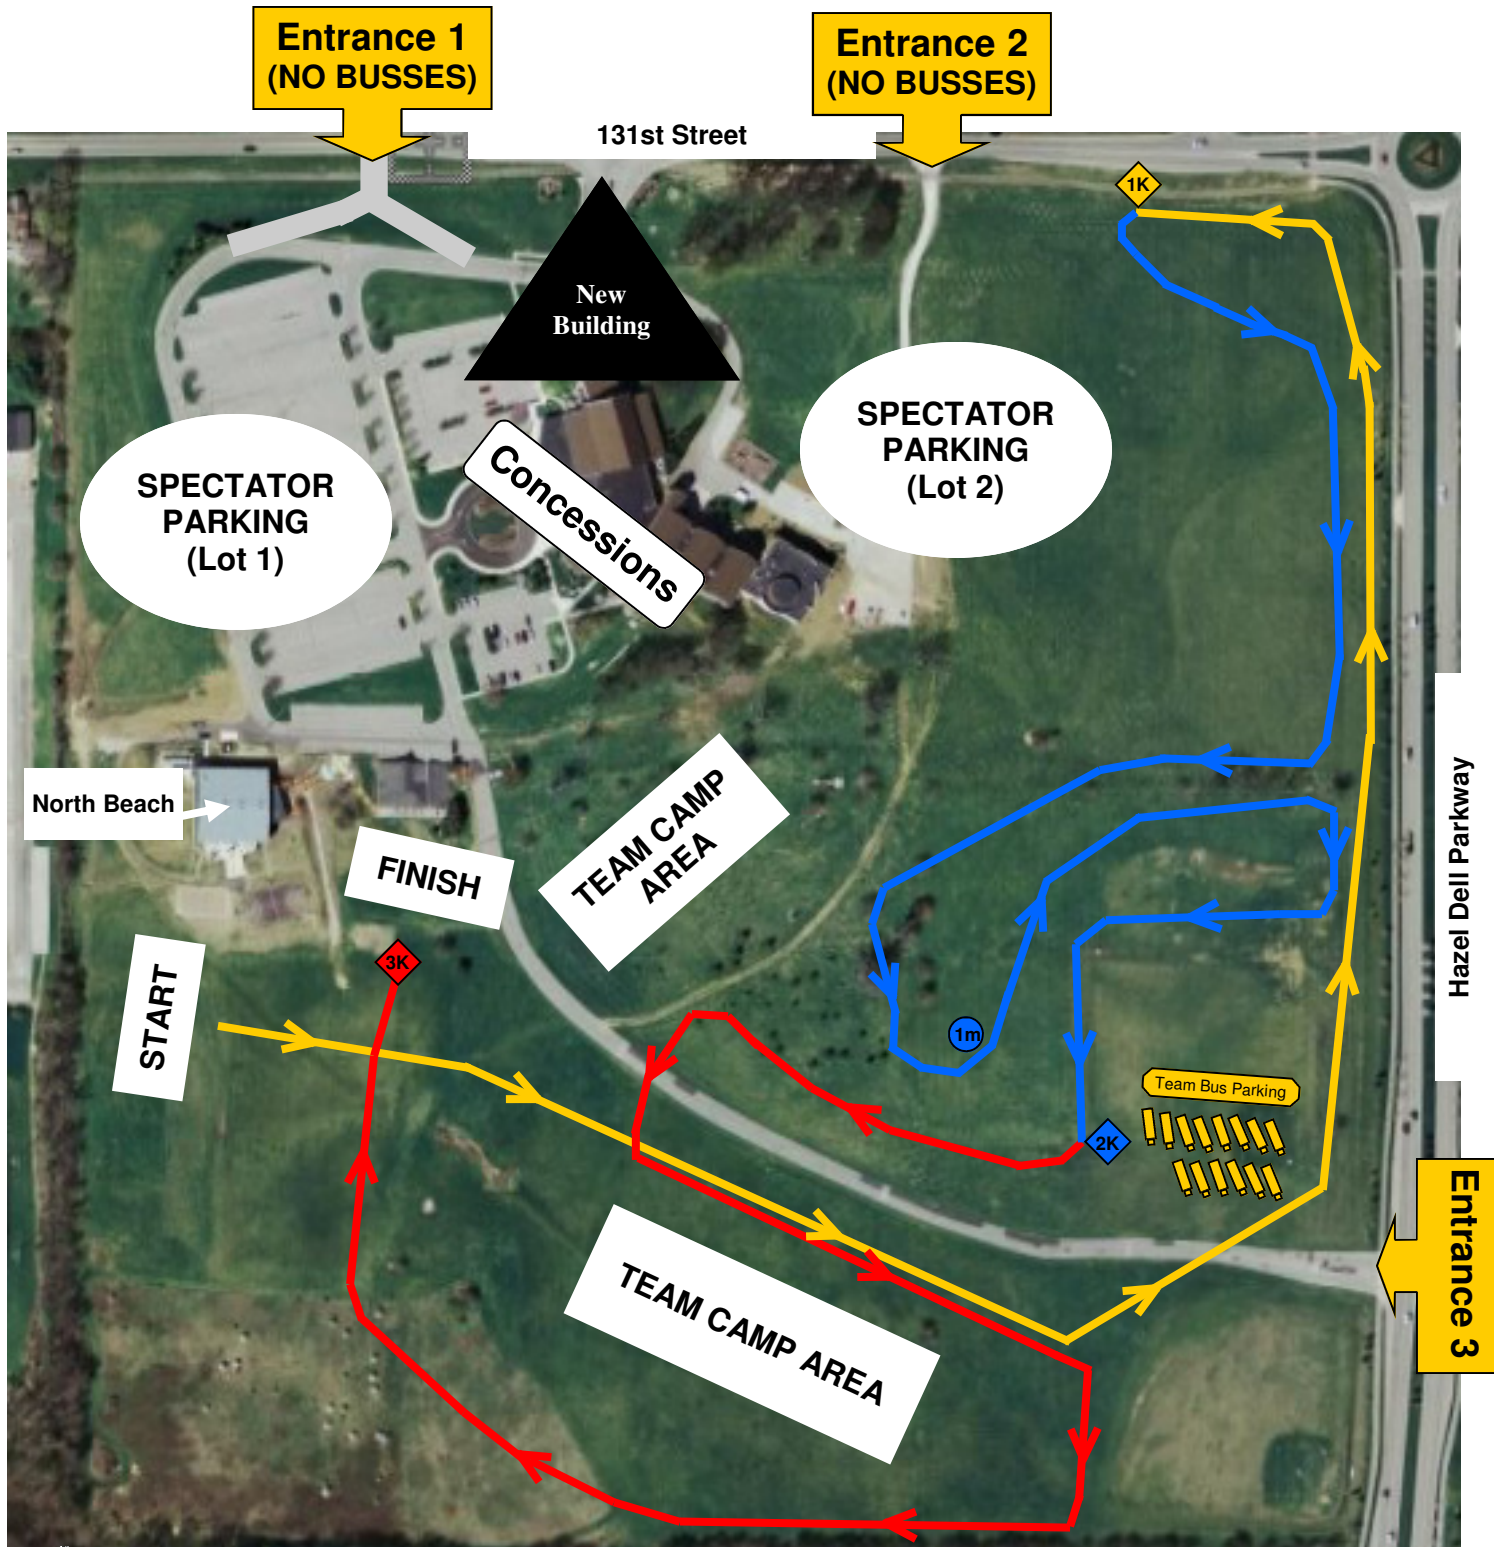 Entrance 1
(NO BUSSES)
Entrance 2
(NO BUSSES)
131st Street
1K
New
Building
SPECTATOR
PARKING
(Lot 2)
SPECTATOR
PARKING
(Lot 1)
Concessions
North Beach
Hazel Dell Parkway
TEAM CAMP
AREA
FINISH
START
3K
1m
Team Bus Parking
2K
Entrance 3
TEAM CAMP AREA